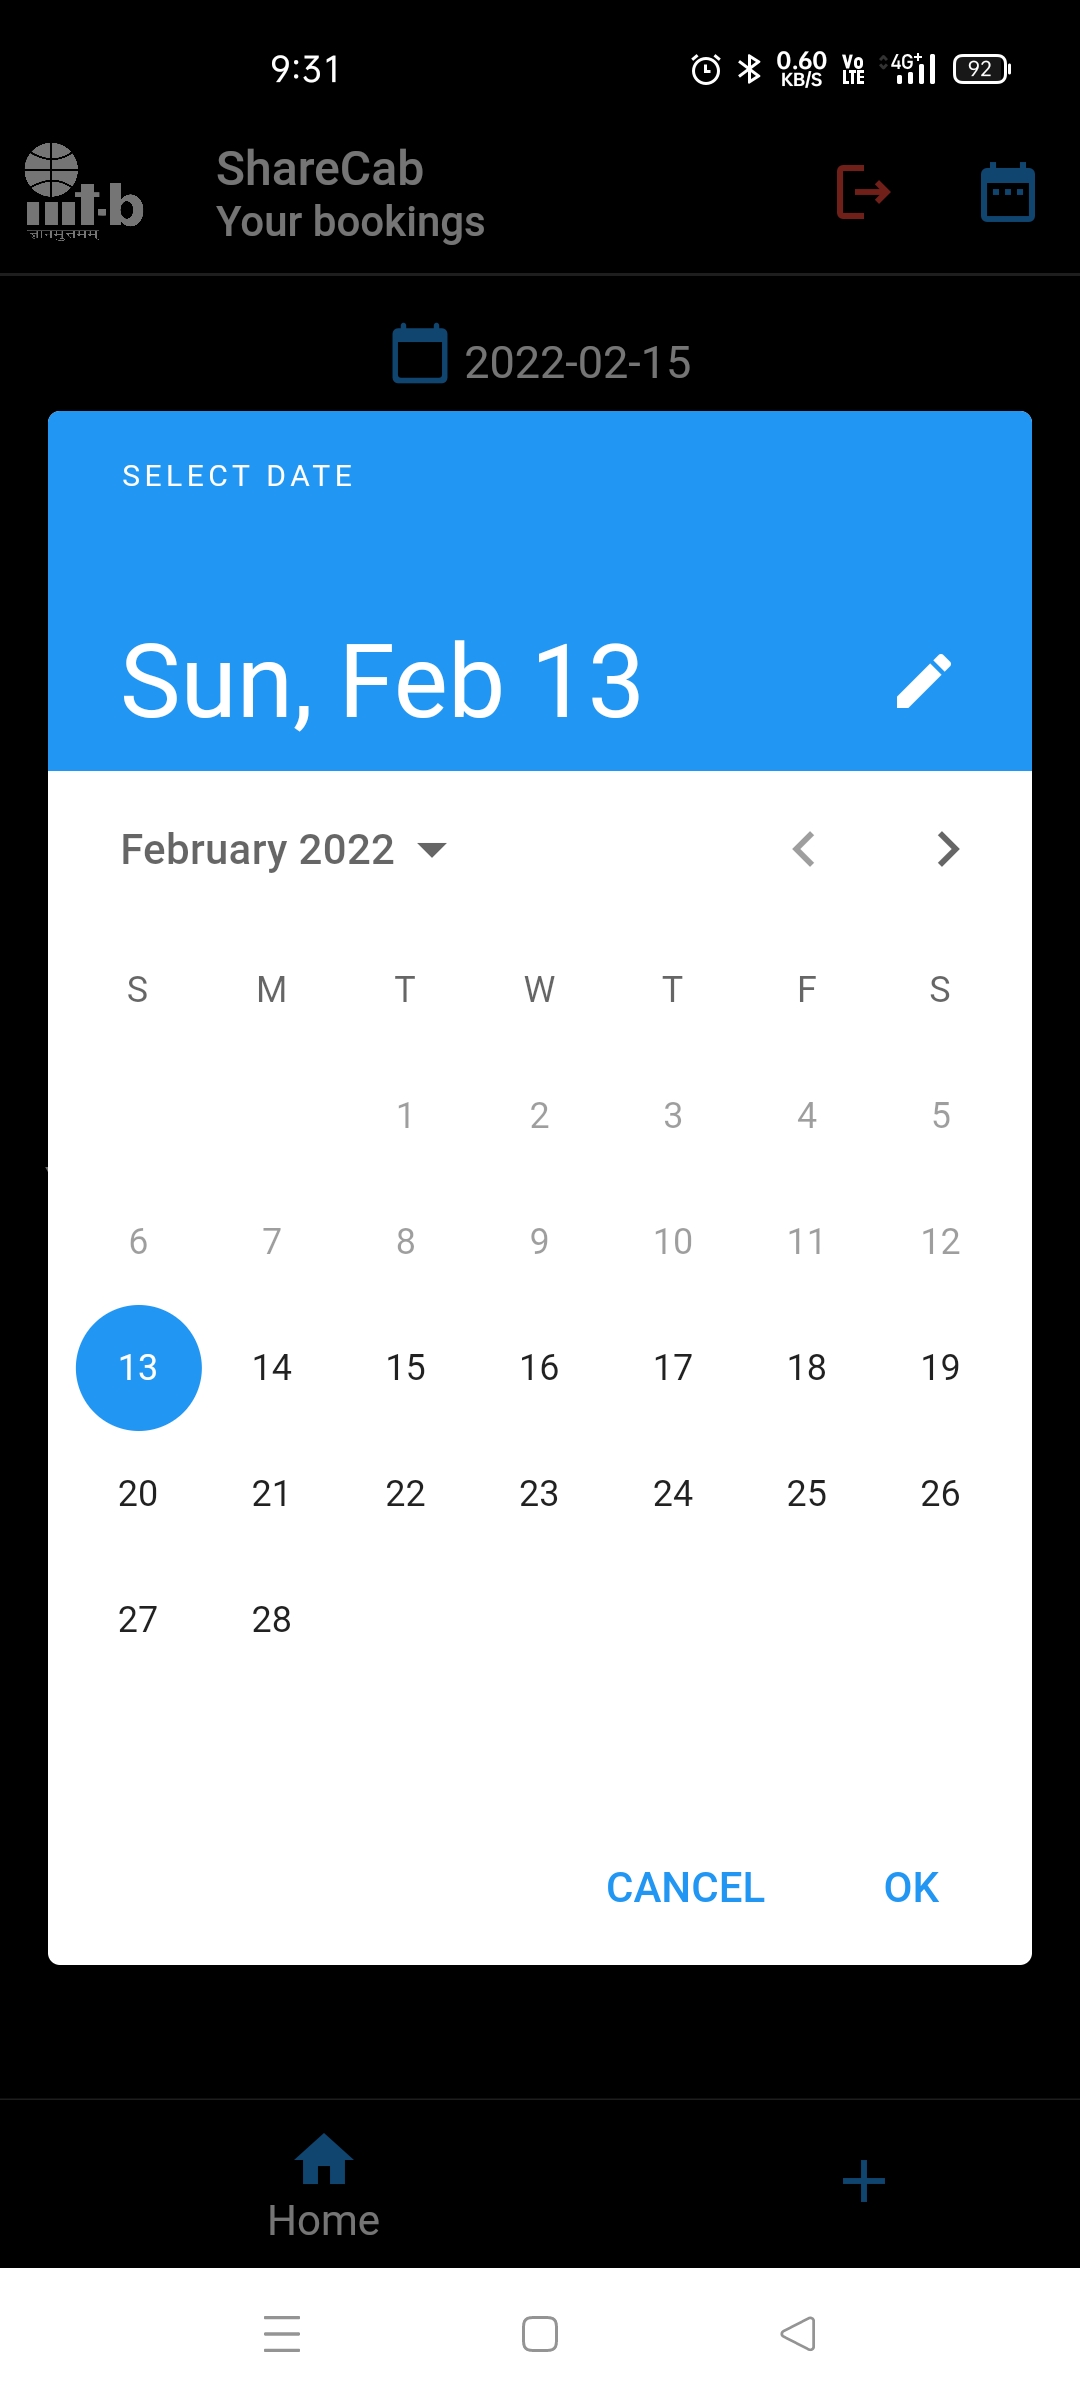 9:31
0.60
KB/S
Vo
LTE
4G+
92
iiit-b
ज्ञानमुत्तमम्
ShareCab
Your bookings
2022-02-15
SELECT DATE
Sun, Feb 13
February 2022
S M T W T F S
1 2 3 4 5
6 7 8 9 10 11 12
13 14 15 16 17 18 19
20 21 22 23 24 25 26
27 28
CANCEL OK
Home